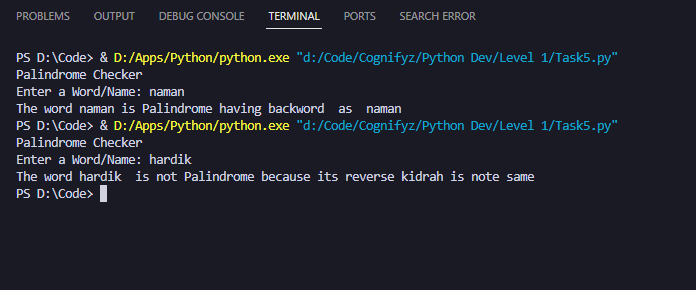 PROBLEMS OUTPUT DEBUG CONSOLE TERMINAL PORTS SEARCH ERROR
PS D:\Code> & D:/Apps/Python/python.exe "d:/Code/Cognifyz/Python Dev/Level 1/Task5.py"
Palindrome Checker
Enter a Word/Name: naman
The word naman is Palindrome having backword  as  naman
PS D:\Code> & D:/Apps/Python/python.exe "d:/Code/Cognifyz/Python Dev/Level 1/Task5.py"
Palindrome Checker
Enter a Word/Name: hardik
The word hardik  is not Palindrome because its reverse kidrah is note same
PS D:\Code>